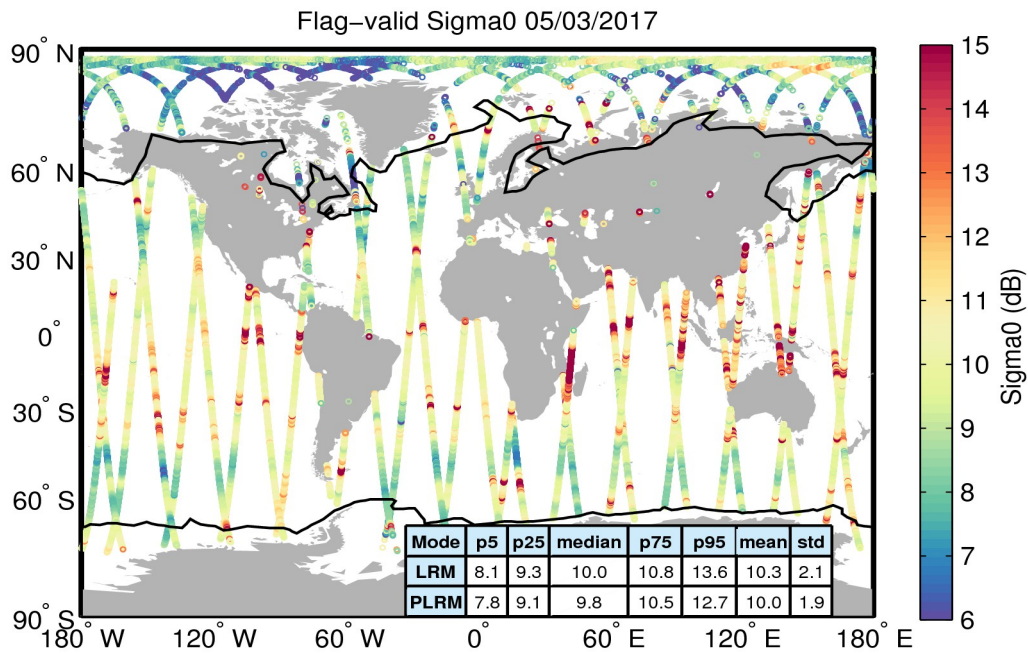 Flag−valid Sigma0 05/03/2017
90° N
60° N
30° N
0°
30° S
60° S
90° S
180° W
120° W
60° W
0°
60° E
120° E
180° E
Mode p5 p25 median p75 p95 mean std
LRM 8.1 9.3 10.0 10.8 13.6 10.3 2.1
PLRM 7.8 9.1 9.8 10.5 12.7 10.0 1.9
15
14
13
12
11
10
9
8
7
6
Sigma0 (dB)